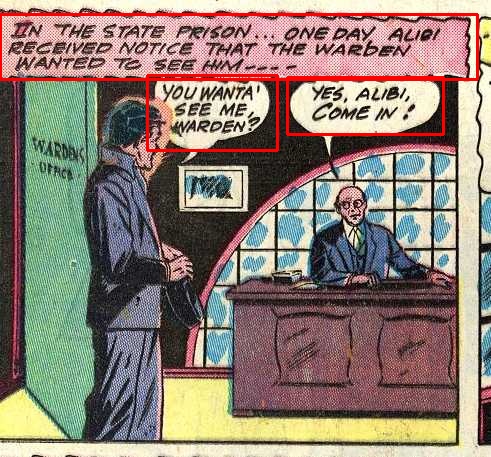 IN THE STATE PRISON... ONE DAY, ALIBI
RECEIVED NOTICE THAT THE WARDEN
WANTED TO SEE HIM----
YOU WANTA'
SEE ME,
WARDEN?
YES, ALIBI,
COME IN!
WARDENS
OFFICE